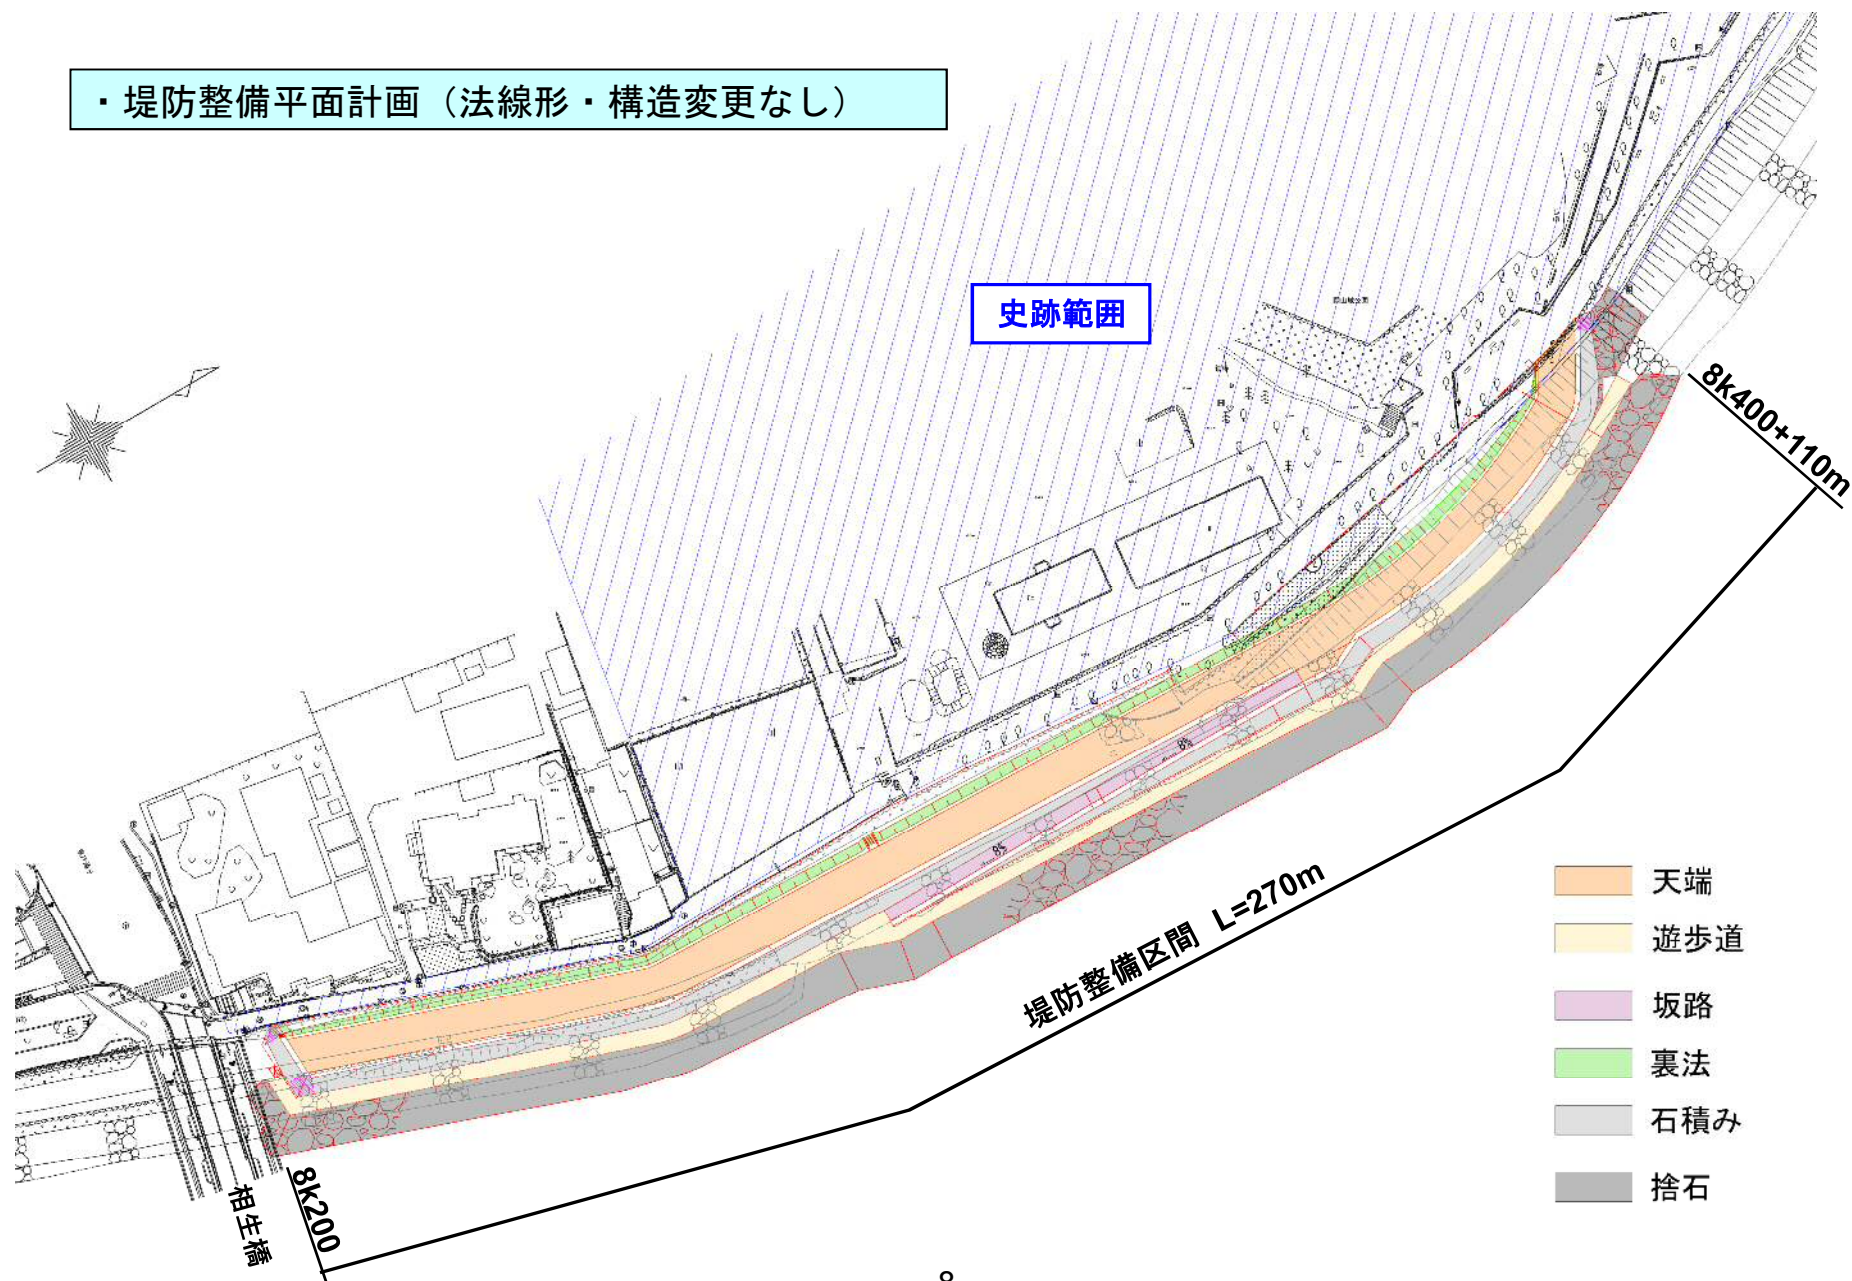 ・堤防整備平面計画（法線形・構造変更なし）
史跡範囲
8k400+110m
8%
8%
堤防整備区間 L=270m
相生橋
8k200
天端
遊歩道
坂路
裏法
石積み
捨石